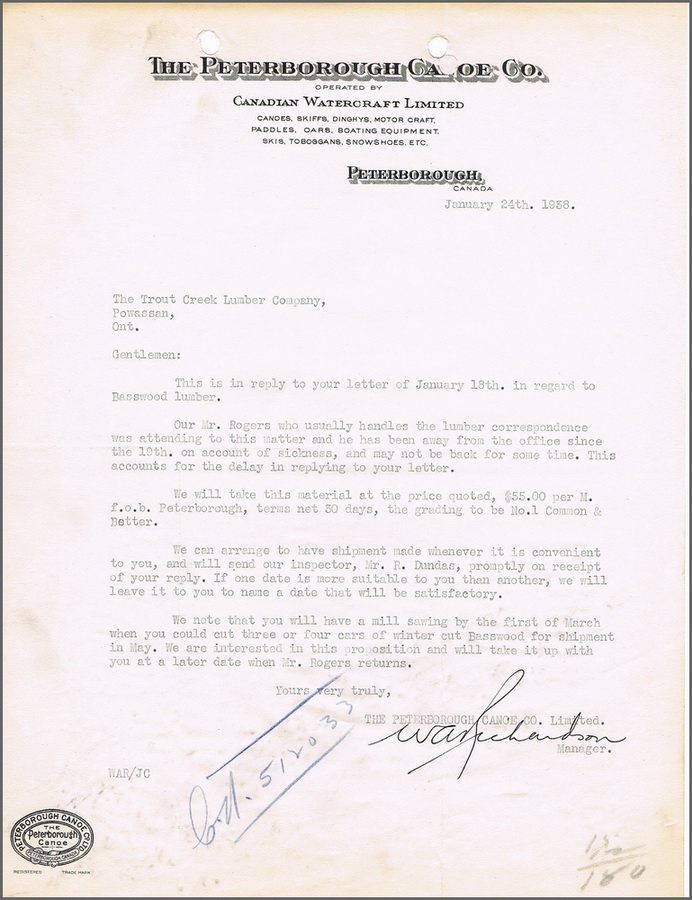 THE PETERBOROUGH CA OE CO.
OPERATED BY
CANADIAN WATERCRAFT LIMITED
CANOES, SKIFFS, DINGHYS, MOTOR CRAFT,
PADDLES, OARS, BOATING EQUIPMENT.
SKIS, TOBOGGANS, SNOWSHOES, ETC.
PETERBOROUGH,
CANADA
January 24th. 1938.
The Trout Creek Lumber Company,
Powassan,
Ont.
Gentlemen:
This is in reply to your letter of January 18th. in regard to
Basswood lumber.
Our Mr. Rogers who usually handles the lumber correspondence
was attending to this matter and he has been away from the office since
the 19th. on account of sickness, and may not be back for some time. This
accounts for the delay in replying to your letter.
We will take this material at the price quoted, $55.00 per M.
f.o.b. Peterborough, terms net 30 days, the grading to be No.1 Common &
Better.
We can arrange to have shipment made whenever it is convenient
to you, and will send our inspector, Mr. R. Dundas, promptly on receipt
of your reply. If one date is more suitable to you than another, we will
leave it to you to name a date that will be satisfactory.
We note that you will have a mill sawing by the first of March
when you could cut three or four cars of winter cut Basswood for shipment
in May. We are interested in this proposition and will take it up with
you at a later date when Mr. Rogers returns.
Yours very truly,
THE PETERBOROUGH CANOE CO. Limited.
WARichardson
Manager.
WAR/JC
512033
PETERBOROUGH CANOE CO. LTD.
THE
Peterborough
Canoe
PETERBOROUGH, CANADA
REGISTERED TRADE MARK
180